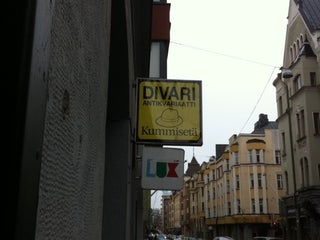 DIVARI
ANTIKVARIAATTI
Kummisetä
LUX